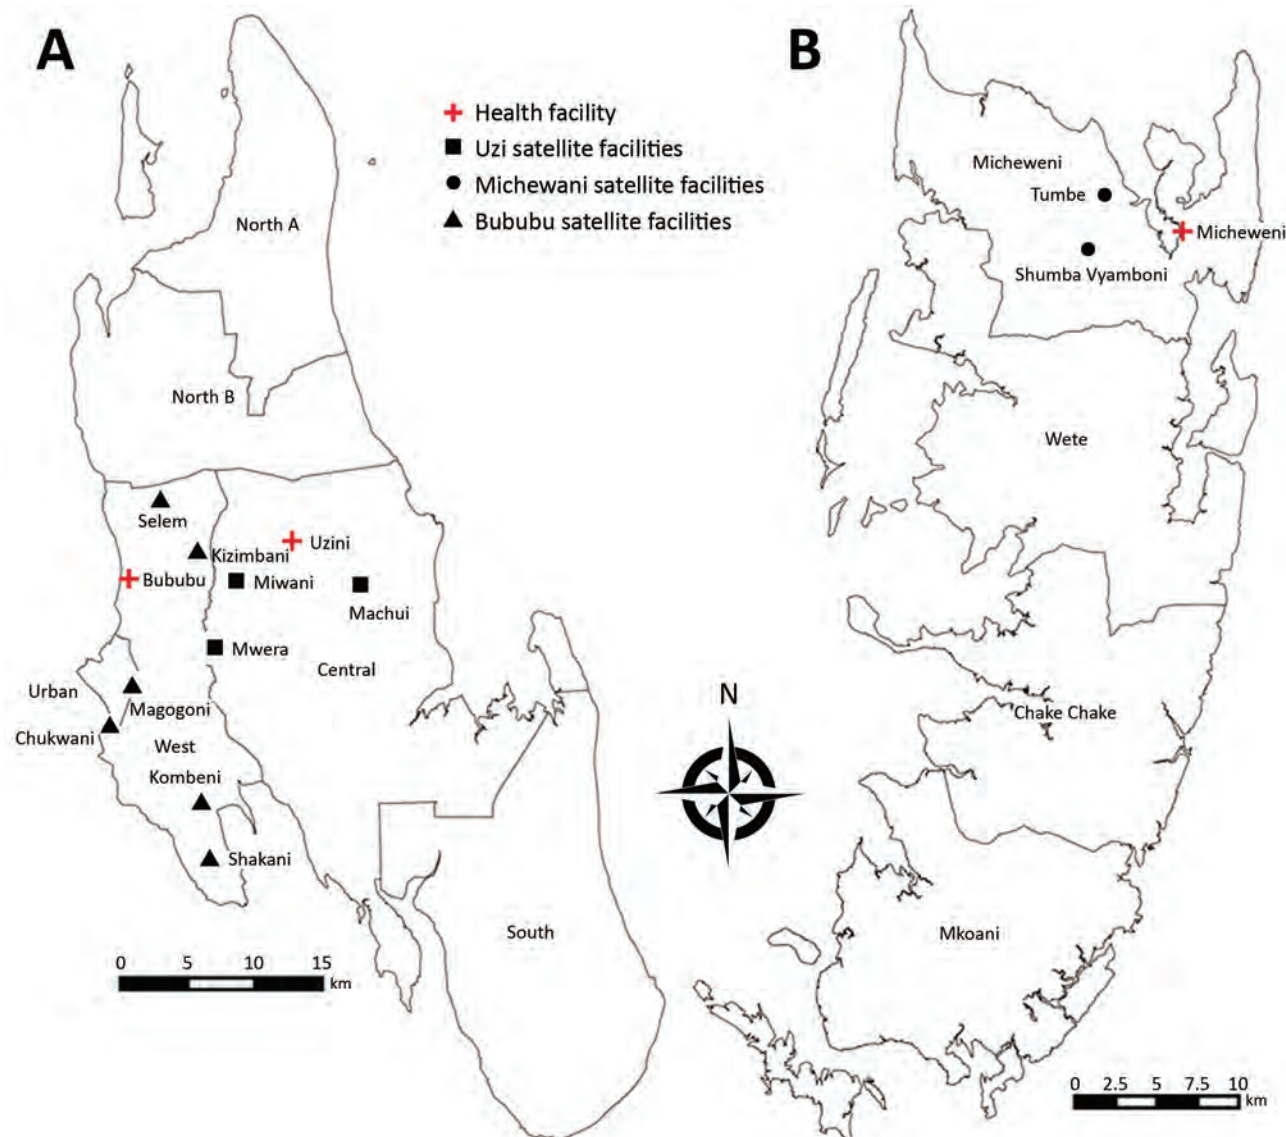 A
Health facility
Uzi satellite facilities
Michewani satellite facilities
Bububu satellite facilities
North A
North B
Selem
Kizimbani
Uzini
Bububu
Miwani
Machui
Mwera
Central
Urban
Magogoni
Chukwani
West
Kombeni
Shakani
South
0 5 10 15
km
N
B
Micheweni
Tumbe
Micheweni
Shumba Vyamboni
Wete
Chake Chake
Mkoani
0 2.5 5 7.5 10
km